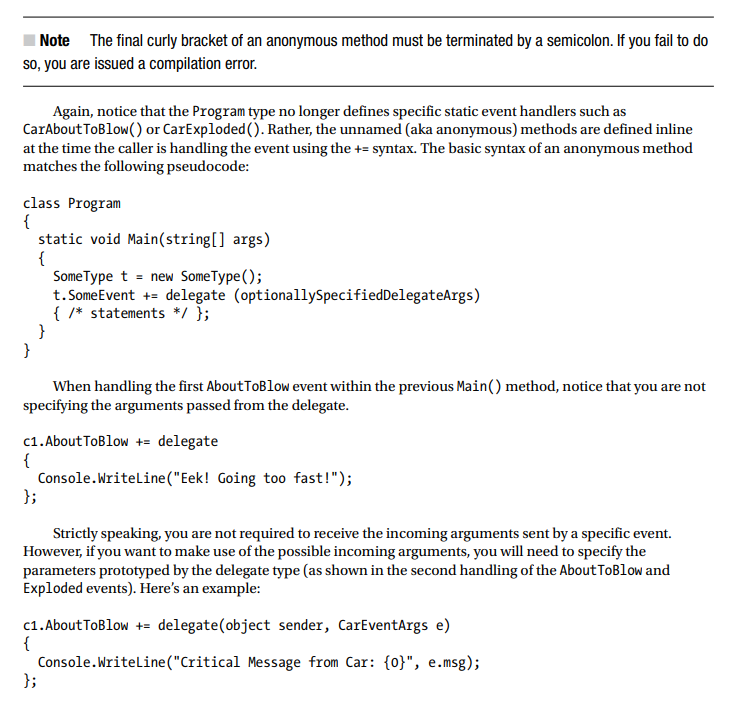 Note The final curly bracket of an anonymous method must be terminated by a semicolon. If you fail to do
so, you are issued a compilation error.
Again, notice that the Program type no longer defines specific static event handlers such as
CarAboutToBlow() or CarExploded(). Rather, the unnamed (aka anonymous) methods are defined inline
at the time the caller is handling the event using the += syntax. The basic syntax of an anonymous method
matches the following pseudocode:
class Program
{
static void Main(string[] args)
{
SomeType t = new SomeType();
t.SomeEvent += delegate (optionallySpecifiedDelegateArgs)
{ /* statements */ };
}
}
When handling the first AboutToBlow event within the previous Main() method, notice that you are not
specifying the arguments passed from the delegate.
c1.AboutToBlow += delegate
{
Console.WriteLine("Eek! Going too fast!");
};
Strictly speaking, you are not required to receive the incoming arguments sent by a specific event.
However, if you want to make use of the possible incoming arguments, you will need to specify the
parameters prototyped by the delegate type (as shown in the second handling of the AboutToBlow and
Exploded events). Here's an example:
c1.AboutToBlow += delegate(object sender, CarEventArgs e)
{
Console.WriteLine("Critical Message from Car: {0}", e.msg);
};